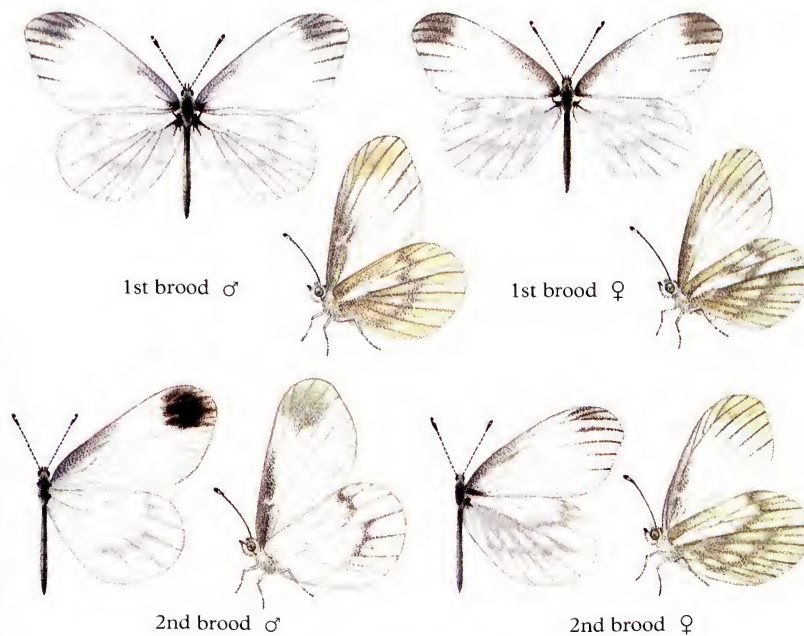 1st brood ♂
1st brood ♀
2nd brood ♂
2nd brood ♀